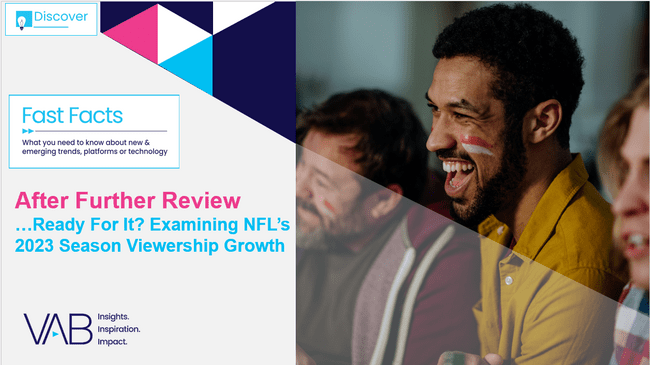 Discover
Fast Facts
What you need to know about new &
emerging trends, platforms or technology
After Further Review
…Ready For It? Examining NFL’s
2023 Season Viewership Growth
VAB
Insights.
Inspiration.
Impact.